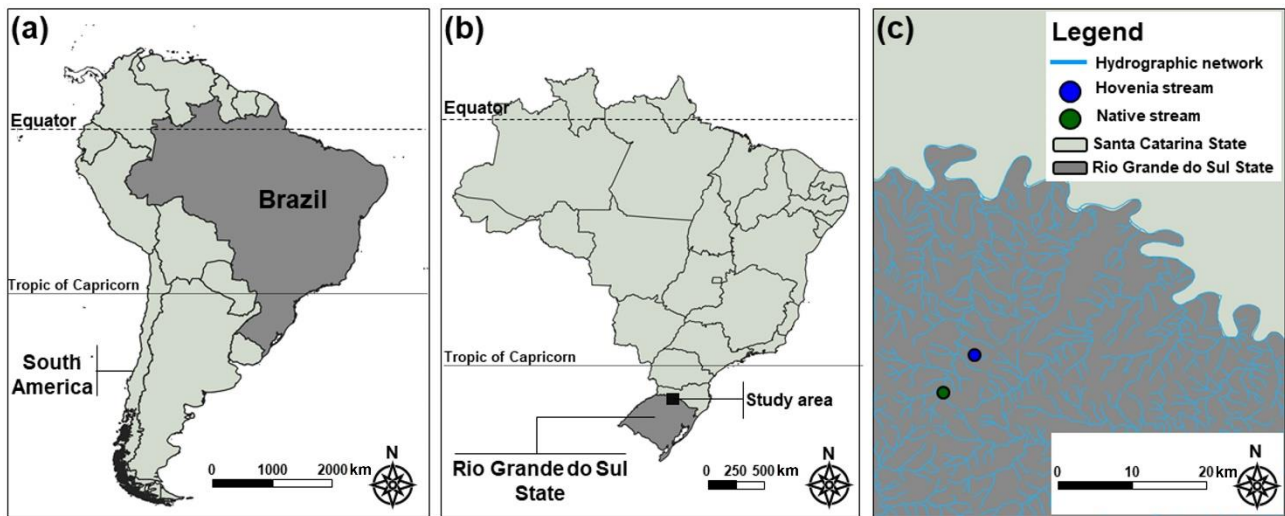 (a)
Equator
Brazil
Tropic of Capricorn
South
America
0 1000 2000 km
N
(b)
Equator
Tropic of Capricorn
Study area
Rio Grande do Sul
State
0 250 500 km
N
(c)
Legend
Hydrographic network
Hovenia stream
Native stream
Santa Catarina State
Rio Grande do Sul State
0 10 20
km
N